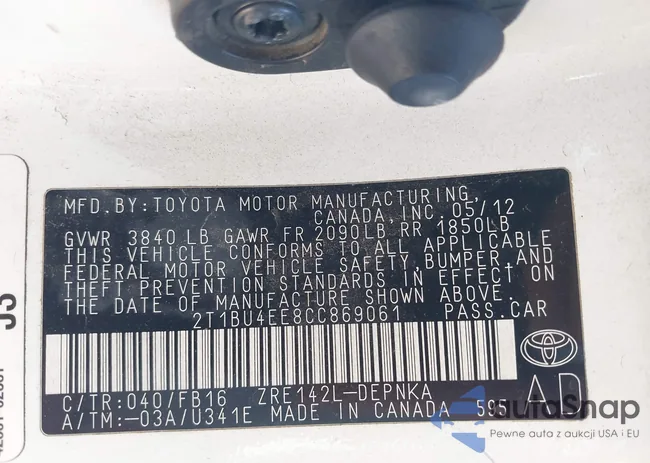 MFD. BY: TOYOTA MOTOR MANUFACTURING,
CANADA, INC. 05/12
GVWR 3840 LB GAWR FR 2090LB RR 1850LB
THIS VEHICLE CONFORMS TO ALL APPLICABLE
FEDERAL MOTOR VEHICLE SAFETY, BUMPER AND
THEFT PREVENTION STANDARDS IN EFFECT ON
THE DATE OF MANUFACTURE SHOWN ABOVE.
2T1BU4EE8CC869061 PASS.CAR
C/TR: 040/FB16 ZRE142L-DEPNKA
A/TM: -03A/U341E MADE IN CANADA 595
AD
autoSnap
Pewne auta z aukcji USA i EU